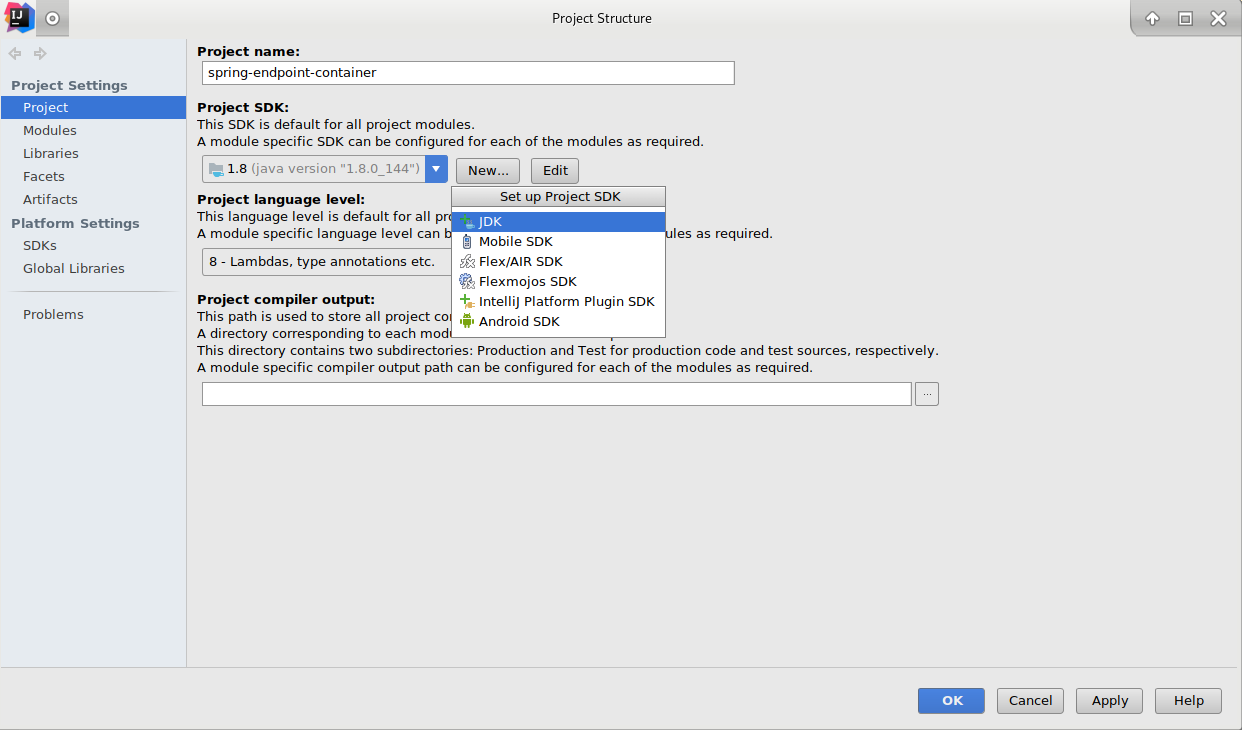 IJ
Project Structure
Project Settings
Project
Modules
Libraries
Facets
Artifacts
Platform Settings
SDKs
Global Libraries
Problems
Project name:
spring-endpoint-container
Project SDK:
This SDK is default for all project modules.
A module specific SDK can be configured for each of the modules as required.
1.8 (java version "1.8.0_144")
New...
Edit
Set up Project SDK
JDK
Mobile SDK
Flex/AIR SDK
Flexmojos SDK
IntelliJ Platform Plugin SDK
Android SDK
Project language level:
This language level is default for all
A module specific language level can as required.
8 - Lambdas, type annotations etc.
Project compiler output:
This path is used to store all project
A directory corresponding to each
This directory contains two subdirectories: Production and Test for production code and test sources, respectively.
A module specific compiler output path can be configured for each of the modules as required.
...
OK
Cancel
Apply
Help